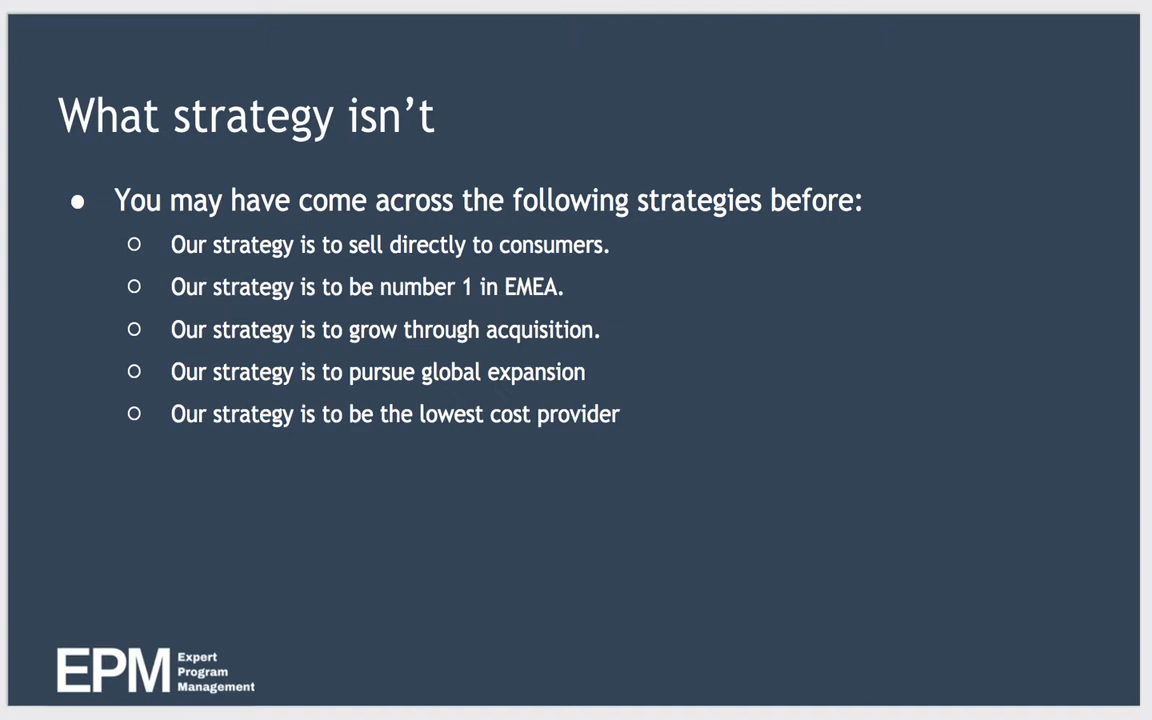 What strategy isn’t
● You may have come across the following strategies before:
○ Our strategy is to sell directly to consumers.
○ Our strategy is to be number 1 in EMEA.
○ Our strategy is to grow through acquisition.
○ Our strategy is to pursue global expansion
○ Our strategy is to be the lowest cost provider
EPM
Expert
Program
Management